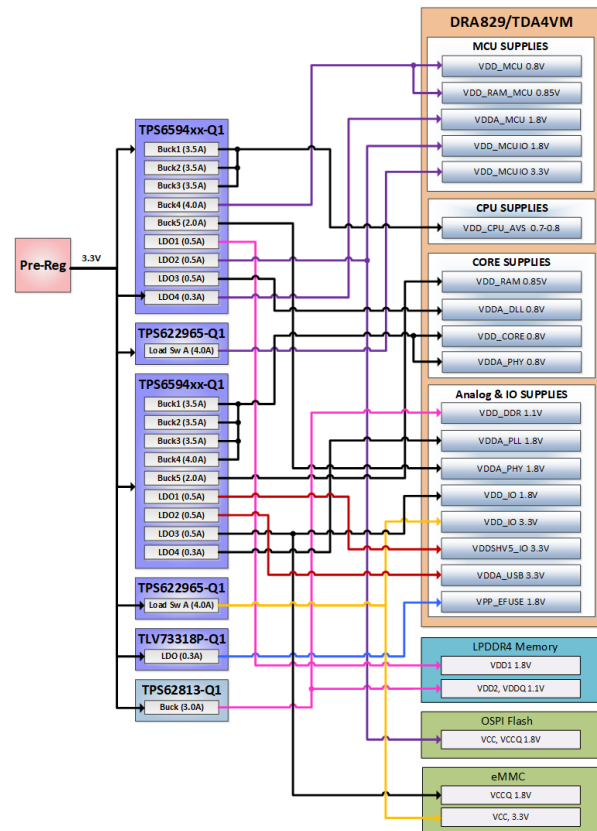 DRA829/TDA4VM
MCU SUPPLIES
VDD_MCU 0.8V
VDD_RAM_MCU 0.85V
VDDA_MCU 1.8V
VDD_MCUIO 1.8V
VDD_MCUIO 3.3V
CPU SUPPLIES
VDD_CPU_AVS 0.7-0.8
CORE SUPPLIES
VDD_RAM 0.85V
VDDA_DLL 0.8V
VDD_CORE 0.8V
VDDA_PHY 0.8V
Analog & IO SUPPLIES
VDD_DDR 1.1V
VDDA_PLL 1.8V
VDDA_PHY 1.8V
VDD_IO 1.8V
VDD_IO 3.3V
VDDSHV5_IO 3.3V
VDDA_USB 3.3V
VPP_EFUSE 1.8V
Pre-Reg
3.3V
TPS6594xx-Q1
Buck1 (3.5A)
Buck2 (3.5A)
Buck3 (3.5A)
Buck4 (4.0A)
Buck5 (2.0A)
LDO1 (0.5A)
LDO2 (0.5A)
LDO3 (0.5A)
LDO4 (0.3A)
TPS622965-Q1
Load Sw A (4.0A)
TPS6594xx-Q1
Buck1 (3.5A)
Buck2 (3.5A)
Buck3 (3.5A)
Buck4 (4.0A)
Buck5 (2.0A)
LDO1 (0.5A)
LDO2 (0.5A)
LDO3 (0.5A)
LDO4 (0.3A)
TPS622965-Q1
Load Sw A (4.0A)
TLV73318P-Q1
LDO (0.3A)
TPS62813-Q1
Buck (3.0A)
LPDDR4 Memory
VDD1 1.8V
VDD2, VDDQ 1.1V
OSPI Flash
VCC, VCCQ 1.8V
eMMC
VCCQ 1.8V
VCC, 3.3V